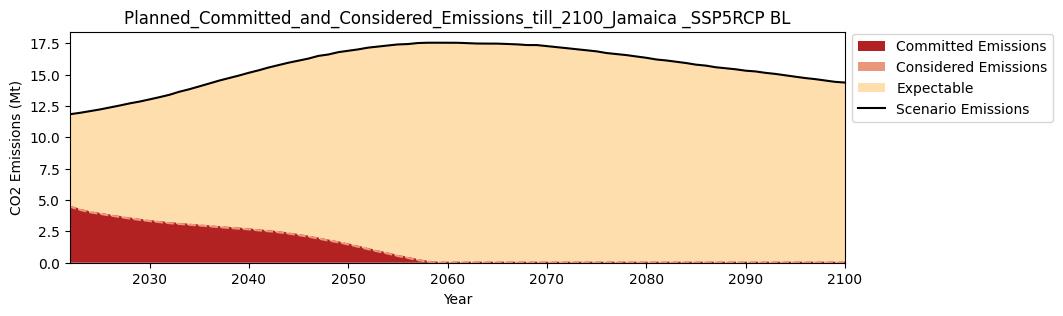 Planned_Committed_and_Considered_Emissions_till_2100_Jamaica _SSP5RCP BL
17.5
15.0
12.5
10.0
7.5
5.0
2.5
0.0
CO2 Emissions (Mt)
2030 2040 2050 2060 2070 2080 2090 2100
Year
Committed Emissions
Considered Emissions
Expectable
Scenario Emissions